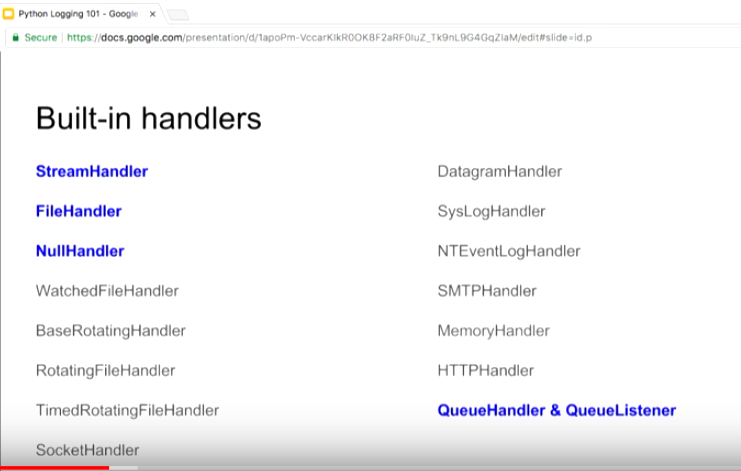 Python Logging 101 - Google
Secure https://docs.google.com/presentation/d/1apoPm-VccarKIkR0OK8F2aRF0IuZ_Tk9nL9G4GqZIaM/edit#slide=id.p
Built-in handlers
StreamHandler
FileHandler
NullHandler
WatchedFileHandler
BaseRotatingHandler
RotatingFileHandler
TimedRotatingFileHandler
SocketHandler
DatagramHandler
SysLogHandler
NTEventLogHandler
SMTPHandler
MemoryHandler
HTTPHandler
QueueHandler & QueueListener